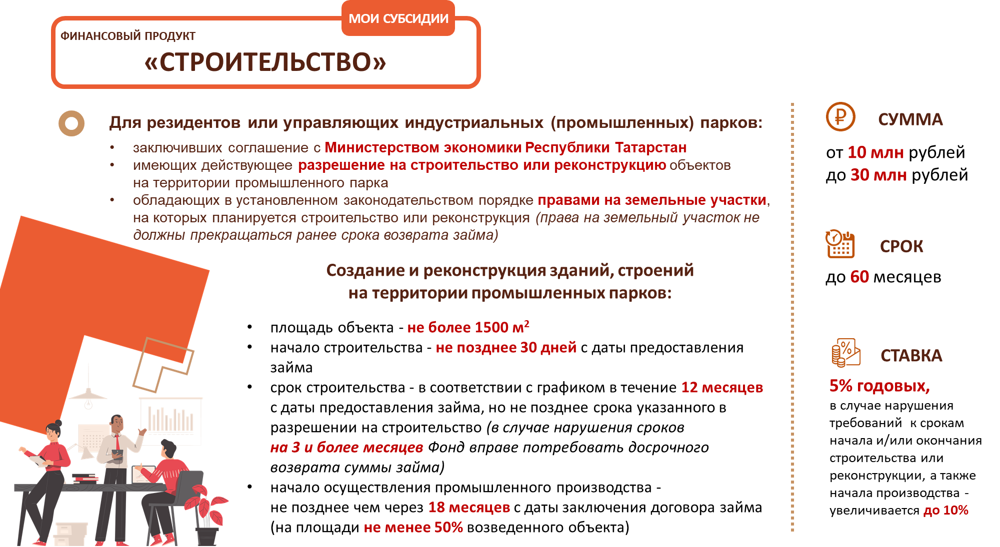 МОИ СУБСИДИИ
ФИНАНСОВЫЙ ПРОДУКТ
«СТРОИТЕЛЬСТВО»
Для резидентов или управляющих индустриальных (промышленных) парков:
• заключивших соглашение с Министерством экономики Республики Татарстан
• имеющих действующее разрешение на строительство или реконструкцию объектов
на территории промышленного парка
• обладающих в установленном законодательством порядке правами на земельные участки,
на которых планируется строительство или реконструкция (права на земельный участок не
должны прекращаться ранее срока возврата займа)
Создание и реконструкция зданий, строений
на территории промышленных парков:
• площадь объекта - не более 1500 м²
• начало строительства - не позднее 30 дней с даты предоставления
займа
• срок строительства - в соответствии с графиком в течение 12 месяцев
с даты предоставления займа, но не позднее срока указанного в
разрешении на строительство (в случае нарушения сроков
на 3 и более месяцев Фонд вправе потребовать досрочного
возврата суммы займа)
• начало осуществления промышленного производства -
не позднее чем через 18 месяцев с даты заключения договора займа
(на площади не менее 50% возведенного объекта)
СУММА
от 10 млн рублей
до 30 млн рублей
СРОК
до 60 месяцев
СТАВКА
5% годовых,
в случае нарушения
требований к срокам
начала и/или окончания
строительства или
реконструкции, а также
начала производства -
увеличивается до 10%